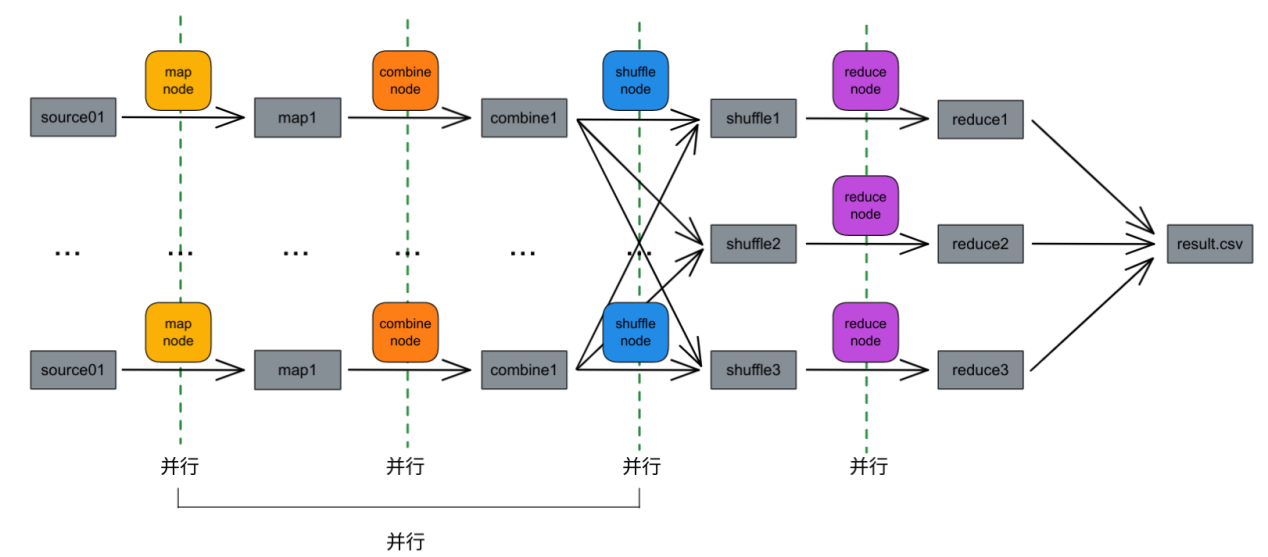 map
node
combine
node
shuffle
node
reduce
node
source01
map1
combine1
shuffle1
reduce1
reduce
node
shuffle2
reduce2
result.csv
...
...
...
...
...
...
map
node
combine
node
shuffle
node
reduce
node
source01
map1
combine1
shuffle3
reduce3
并行
并行
并行
并行
并行